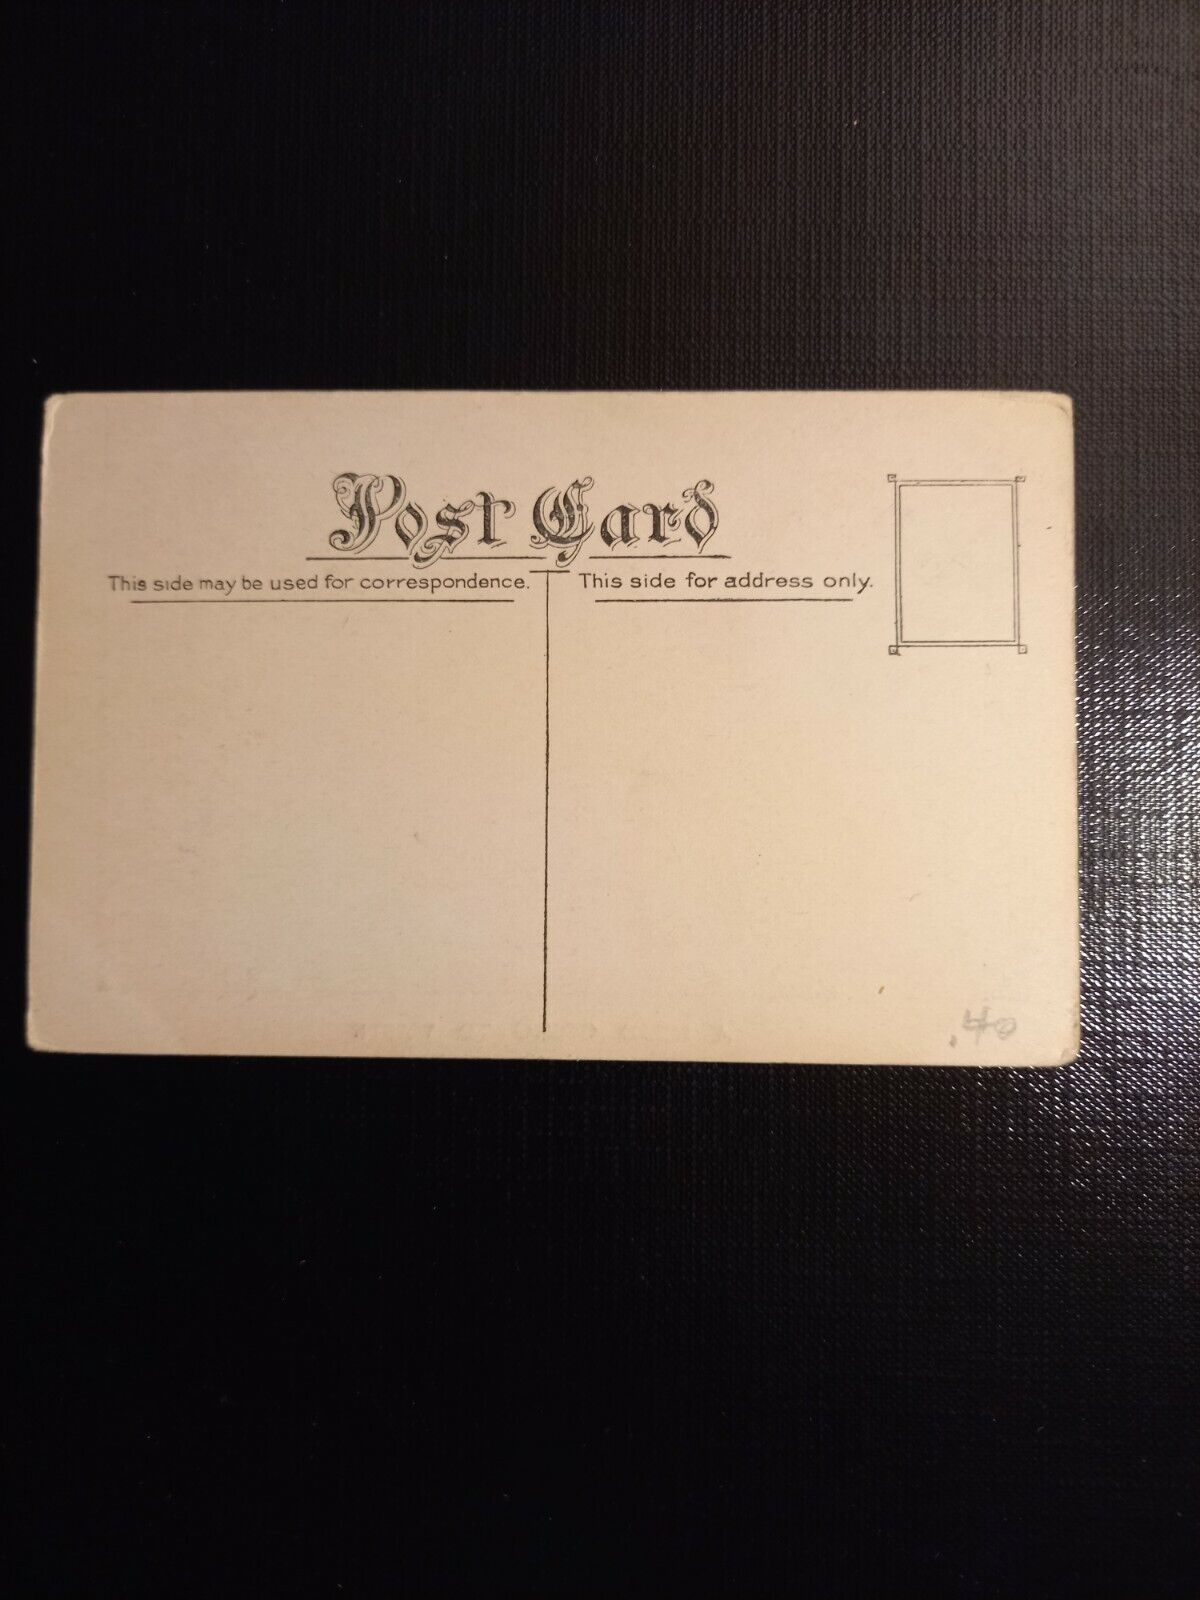 Post Card
This side may be used for correspondence. This side for address only.
.40